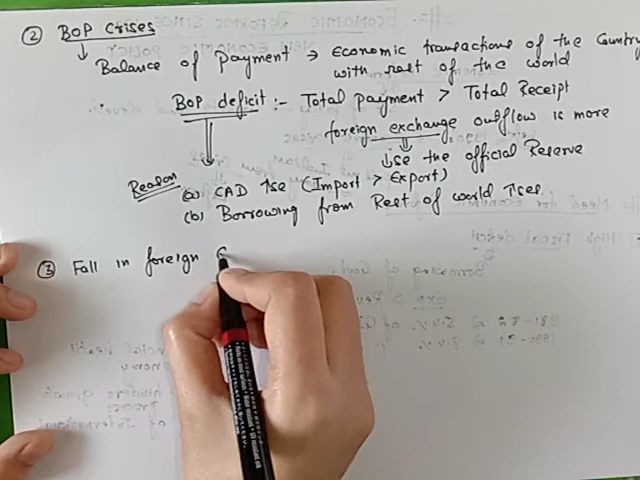 ② BOP Crises
Balance of Payment → Economic transactions of the Country
with rest of the world
BOP deficit :- Total payment > Total Receipt
foreign exchange outflow is more
↓se the official Reserve
Reason
(a) CAD ↑se (Import > Export)
(b) Borrowing from Rest of world ↑ses
③ Fall in foreign